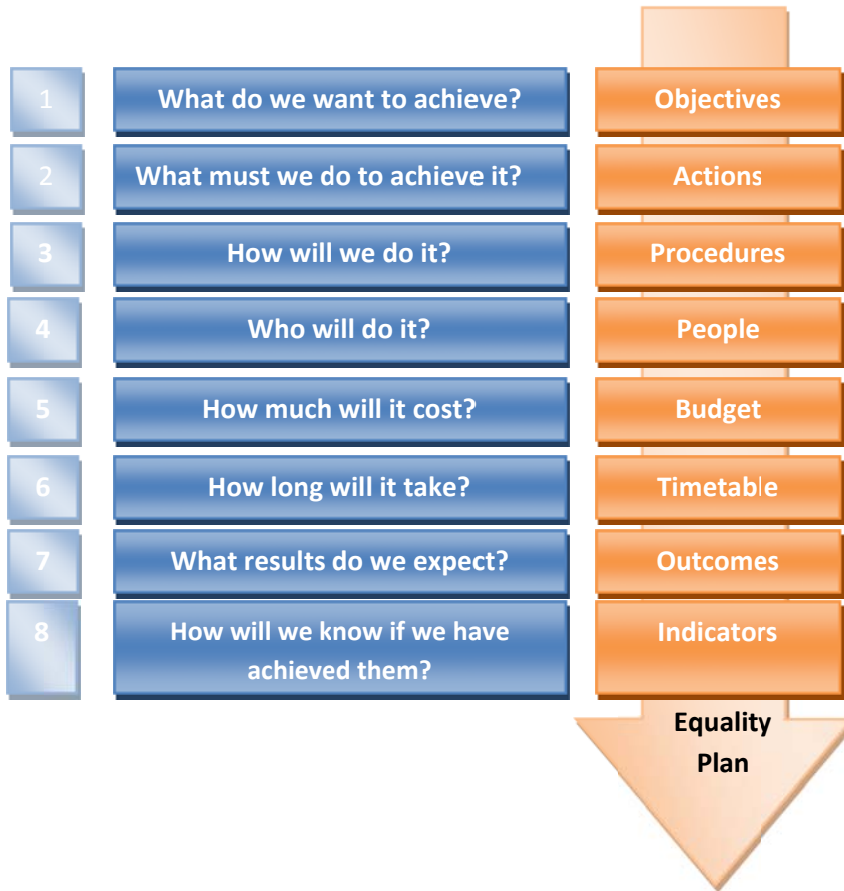 1 What do we want to achieve? Objectives
2 What must we do to achieve it? Actions
3 How will we do it? Procedures
4 Who will do it? People
5 How much will it cost? Budget
6 How long will it take? Timetable
7 What results do we expect? Outcomes
8 How will we know if we have Indicators
achieved them?
Equality
Plan